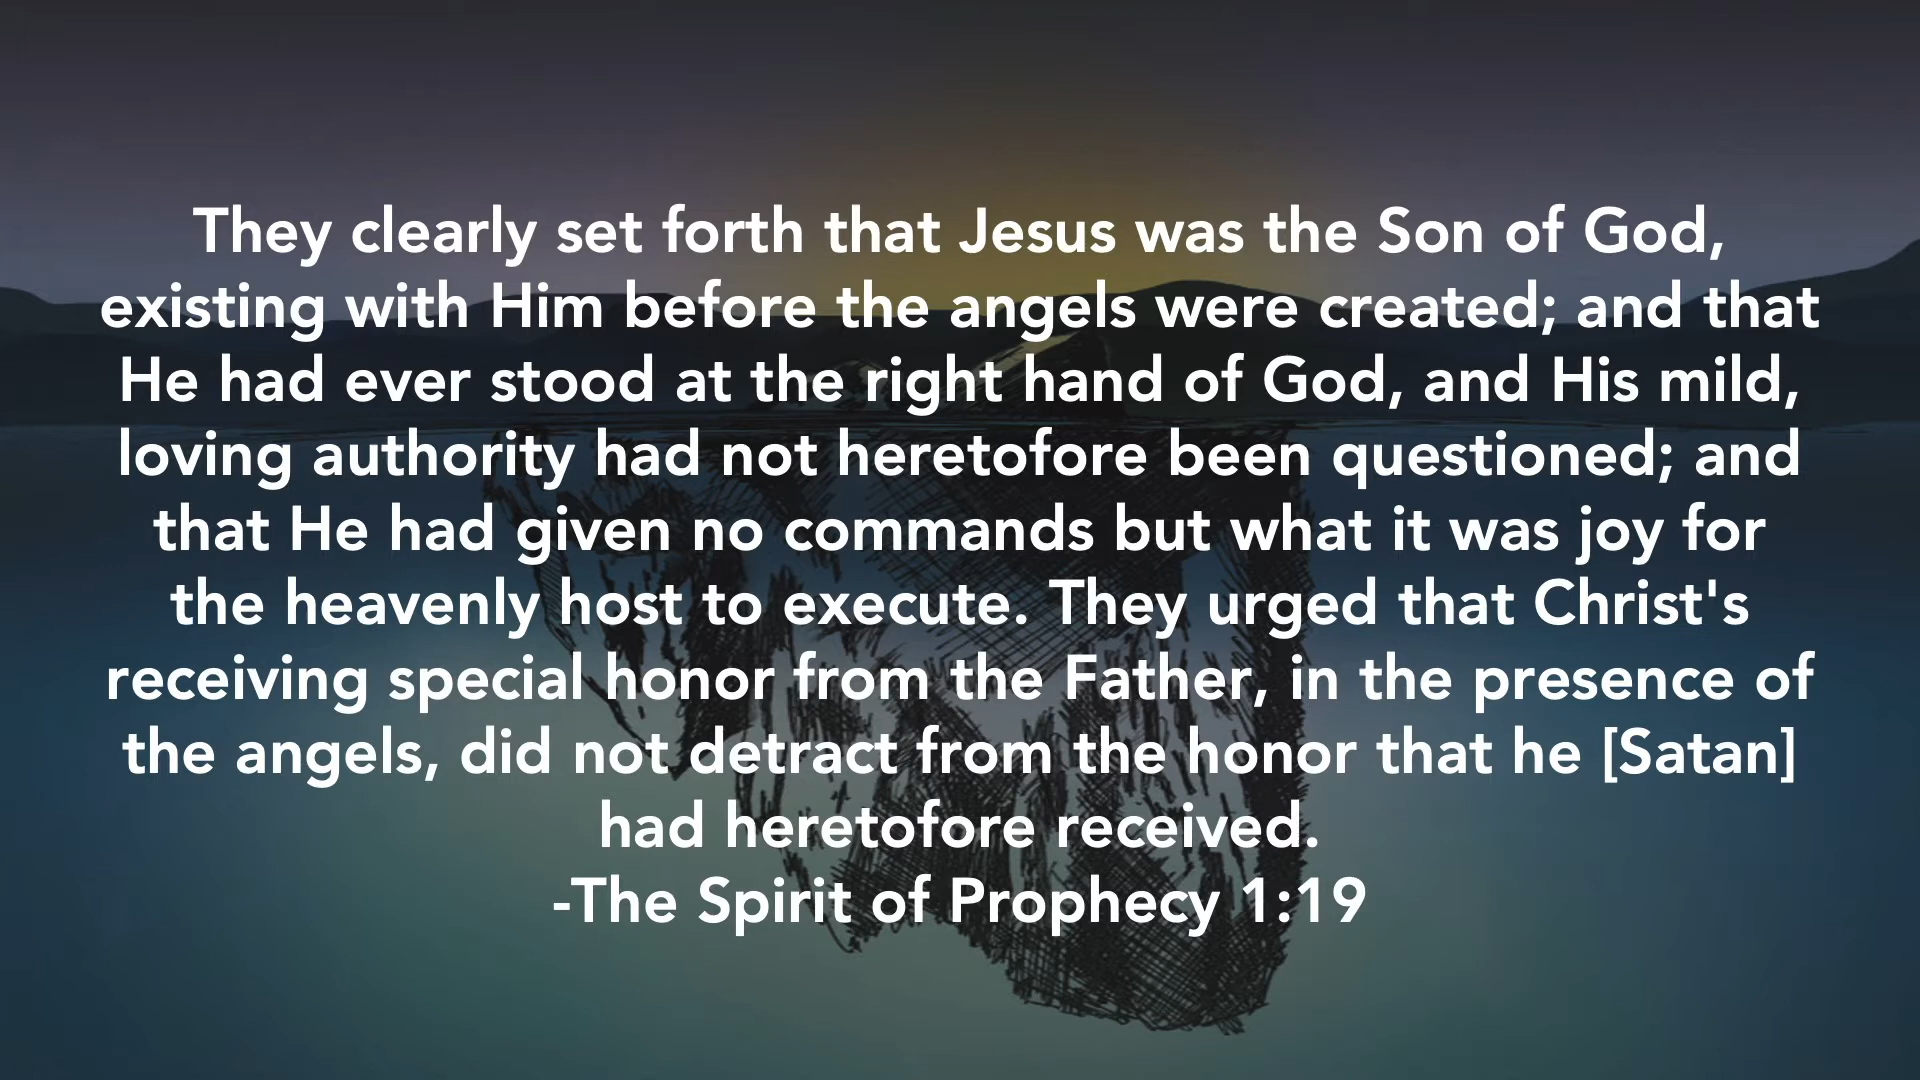 They clearly set forth that Jesus was the Son of God,
existing with Him before the angels were created; and that
He had ever stood at the right hand of God, and His mild,
loving authority had not heretofore been questioned; and
that He had given no commands but what it was joy for
the heavenly host to execute. They urged that Christ's
receiving special honor from the Father, in the presence of
the angels, did not detract from the honor that he [Satan]
had heretofore received.
-The Spirit of Prophecy 1:19